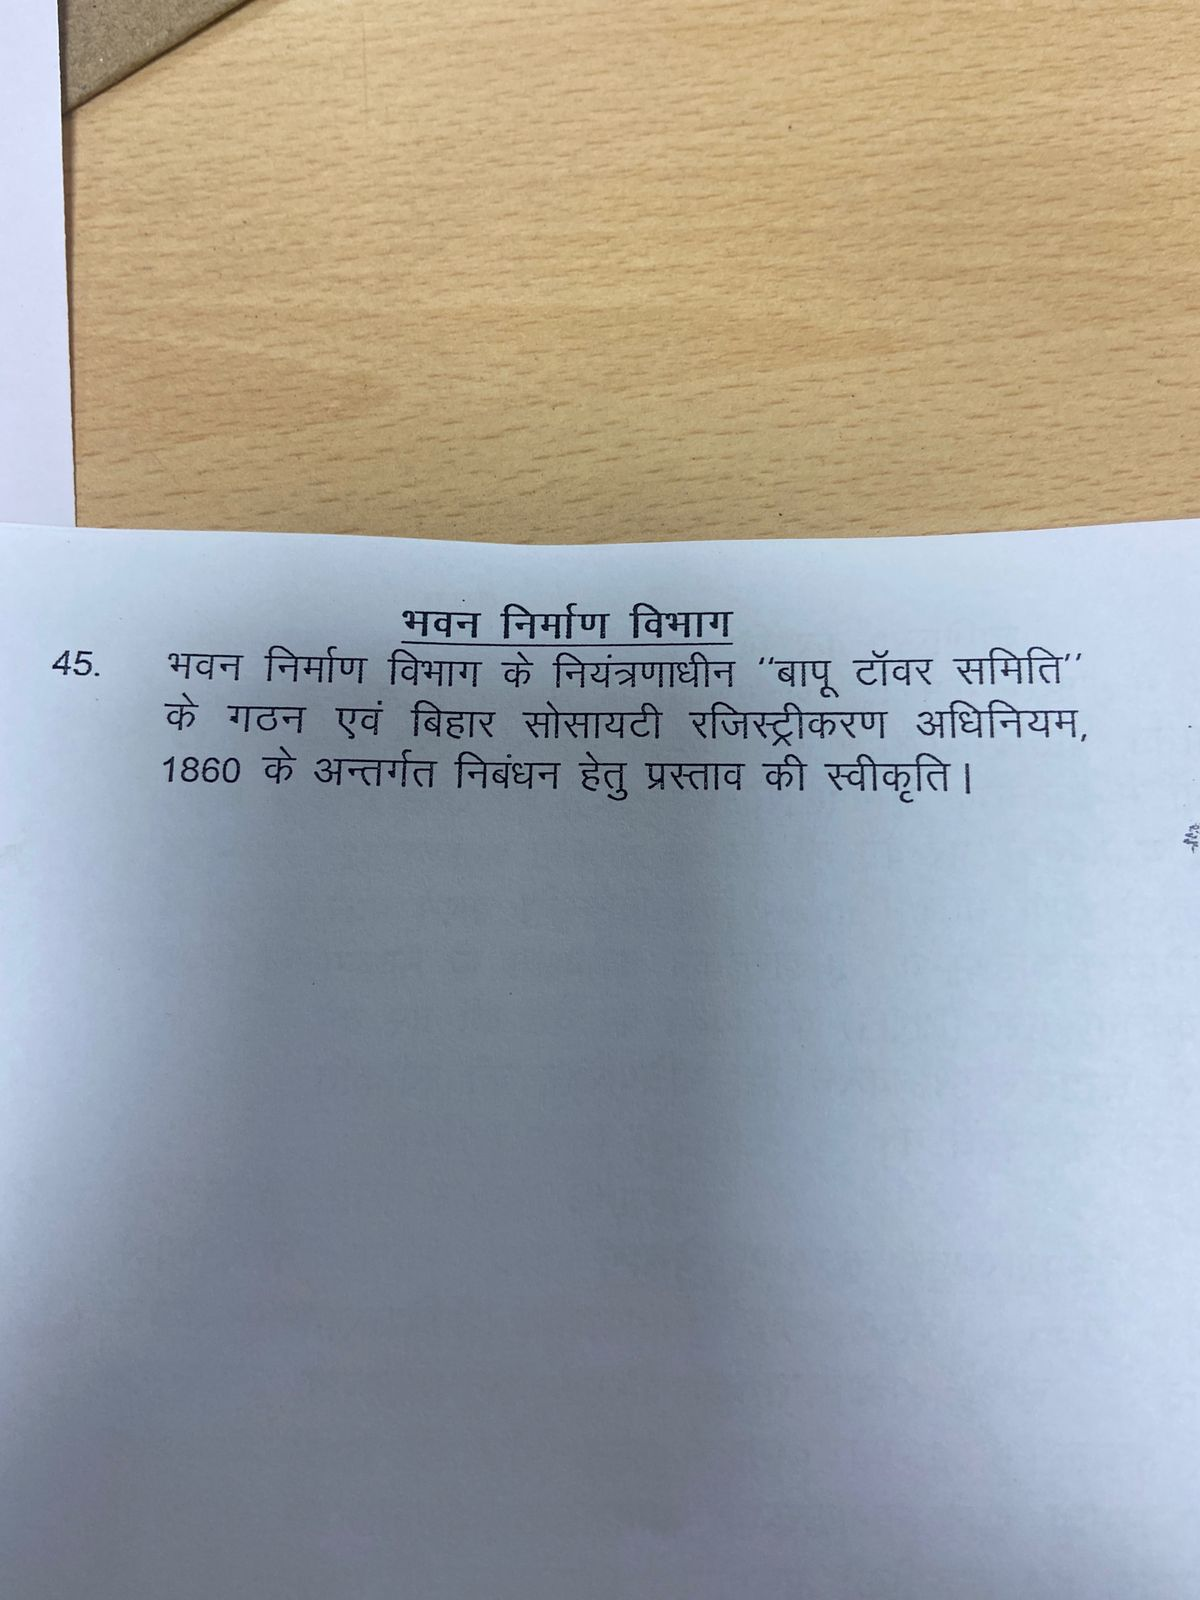 भवन निर्माण विभाग
45. भवन निर्माण विभाग के नियंत्रणाधीन ‘‘बापू टॉवर समिति’’
के गठन एवं बिहार सोसायटी रजिस्ट्रीकरण अधिनियम,
1860 के अन्तर्गत निबंधन हेतु प्रस्ताव की स्वीकृति।